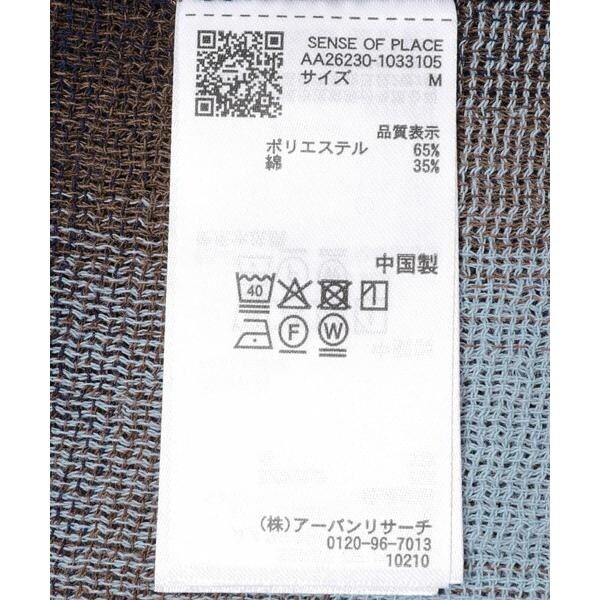 SENSE OF PLACE
AA26230-1033105
サイズ M
品質表示
ポリエステル 65%
綿 35%
中国製
40
F W
(株)アーバンリサーチ
0120-96-7013
10210